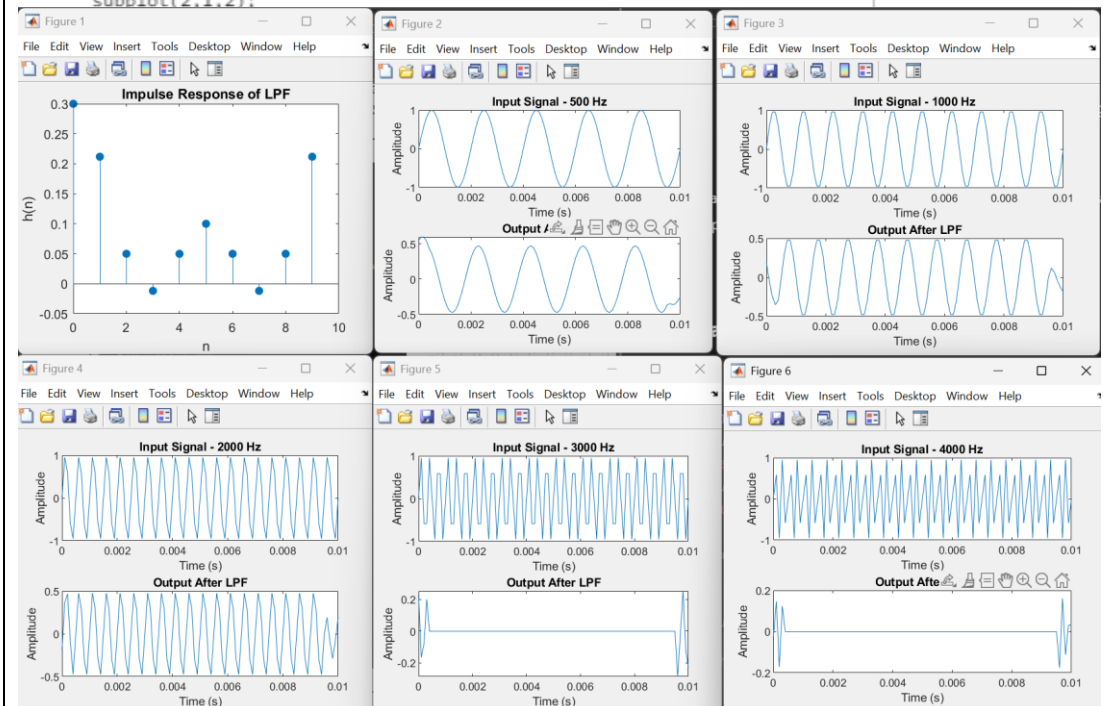 subplot(2,1,2);
Figure 1
File Edit View Insert Tools Desktop Window Help
Impulse Response of LPF
0.3
0.25
0.2
0.15
0.1
0.05
0
-0.05
h(n)
0 2 4 6 8 10
n
Figure 2
File Edit View Insert Tools Desktop Window Help
Input Signal - 500 Hz
1
0
-1
Amplitude
0 0.002 0.004 0.006 0.008 0.01
Time (s)
Output
0.5
0
-0.5
Amplitude
0 0.002 0.004 0.006 0.008 0.01
Time (s)
Figure 3
File Edit View Insert Tools Desktop Window Help
Input Signal - 1000 Hz
1
0
-1
Amplitude
0 0.002 0.004 0.006 0.008 0.01
Time (s)
Output After LPF
0.5
0
-0.5
Amplitude
0 0.002 0.004 0.006 0.008 0.01
Time (s)
Figure 4
File Edit View Insert Tools Desktop Window Help
Input Signal - 2000 Hz
1
0
-1
Amplitude
0 0.002 0.004 0.006 0.008 0.01
Time (s)
Output After LPF
0.5
0
-0.5
Amplitude
0 0.002 0.004 0.006 0.008 0.01
Time (s)
Figure 5
File Edit View Insert Tools Desktop Window Help
Input Signal - 3000 Hz
1
0
-1
Amplitude
0 0.002 0.004 0.006 0.008 0.01
Time (s)
Output After LPF
0.2
0
-0.2
Amplitude
0 0.002 0.004 0.006 0.008 0.01
Time (s)
Figure 6
File Edit View Insert Tools Desktop Window Help
Input Signal - 4000 Hz
1
0
-1
Amplitude
0 0.002 0.004 0.006 0.008 0.01
Time (s)
Output Afte
0.2
0
-0.2
Amplitude
0 0.002 0.004 0.006 0.008 0.01
Time (s)